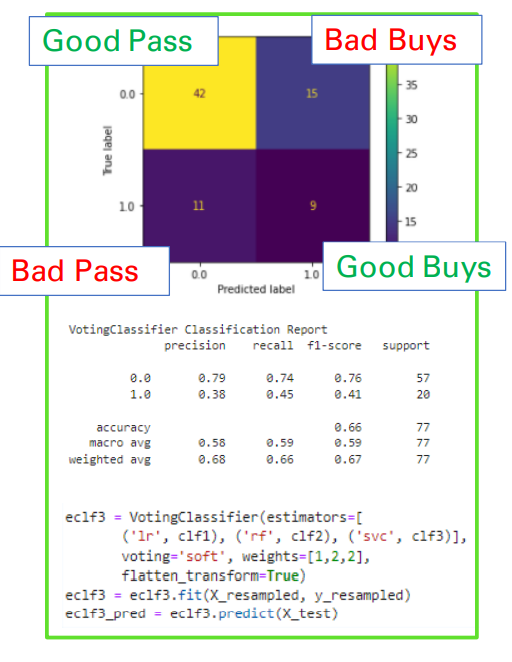 Good Pass
Bad Buys
0.0
42
15
35
30
25
20
15
True label
1.0
11
9
Bad Pass
Good Buys
0.0
1.0
Predicted label
VotingClassifier Classification Report
precision recall f1-score support
0.0 0.79 0.74 0.76 57
1.0 0.38 0.45 0.41 20
accuracy 0.66 77
macro avg 0.58 0.59 0.59 77
weighted avg 0.68 0.66 0.67 77
eclf3 = VotingClassifier(estimators=[
('lr', clf1), ('rf', clf2), ('svc', clf3)],
voting='soft', weights=[1,2,2],
flatten_transform=True)
eclf3 = eclf3.fit(X_resampled, y_resampled)
eclf3_pred = eclf3.predict(X_test)